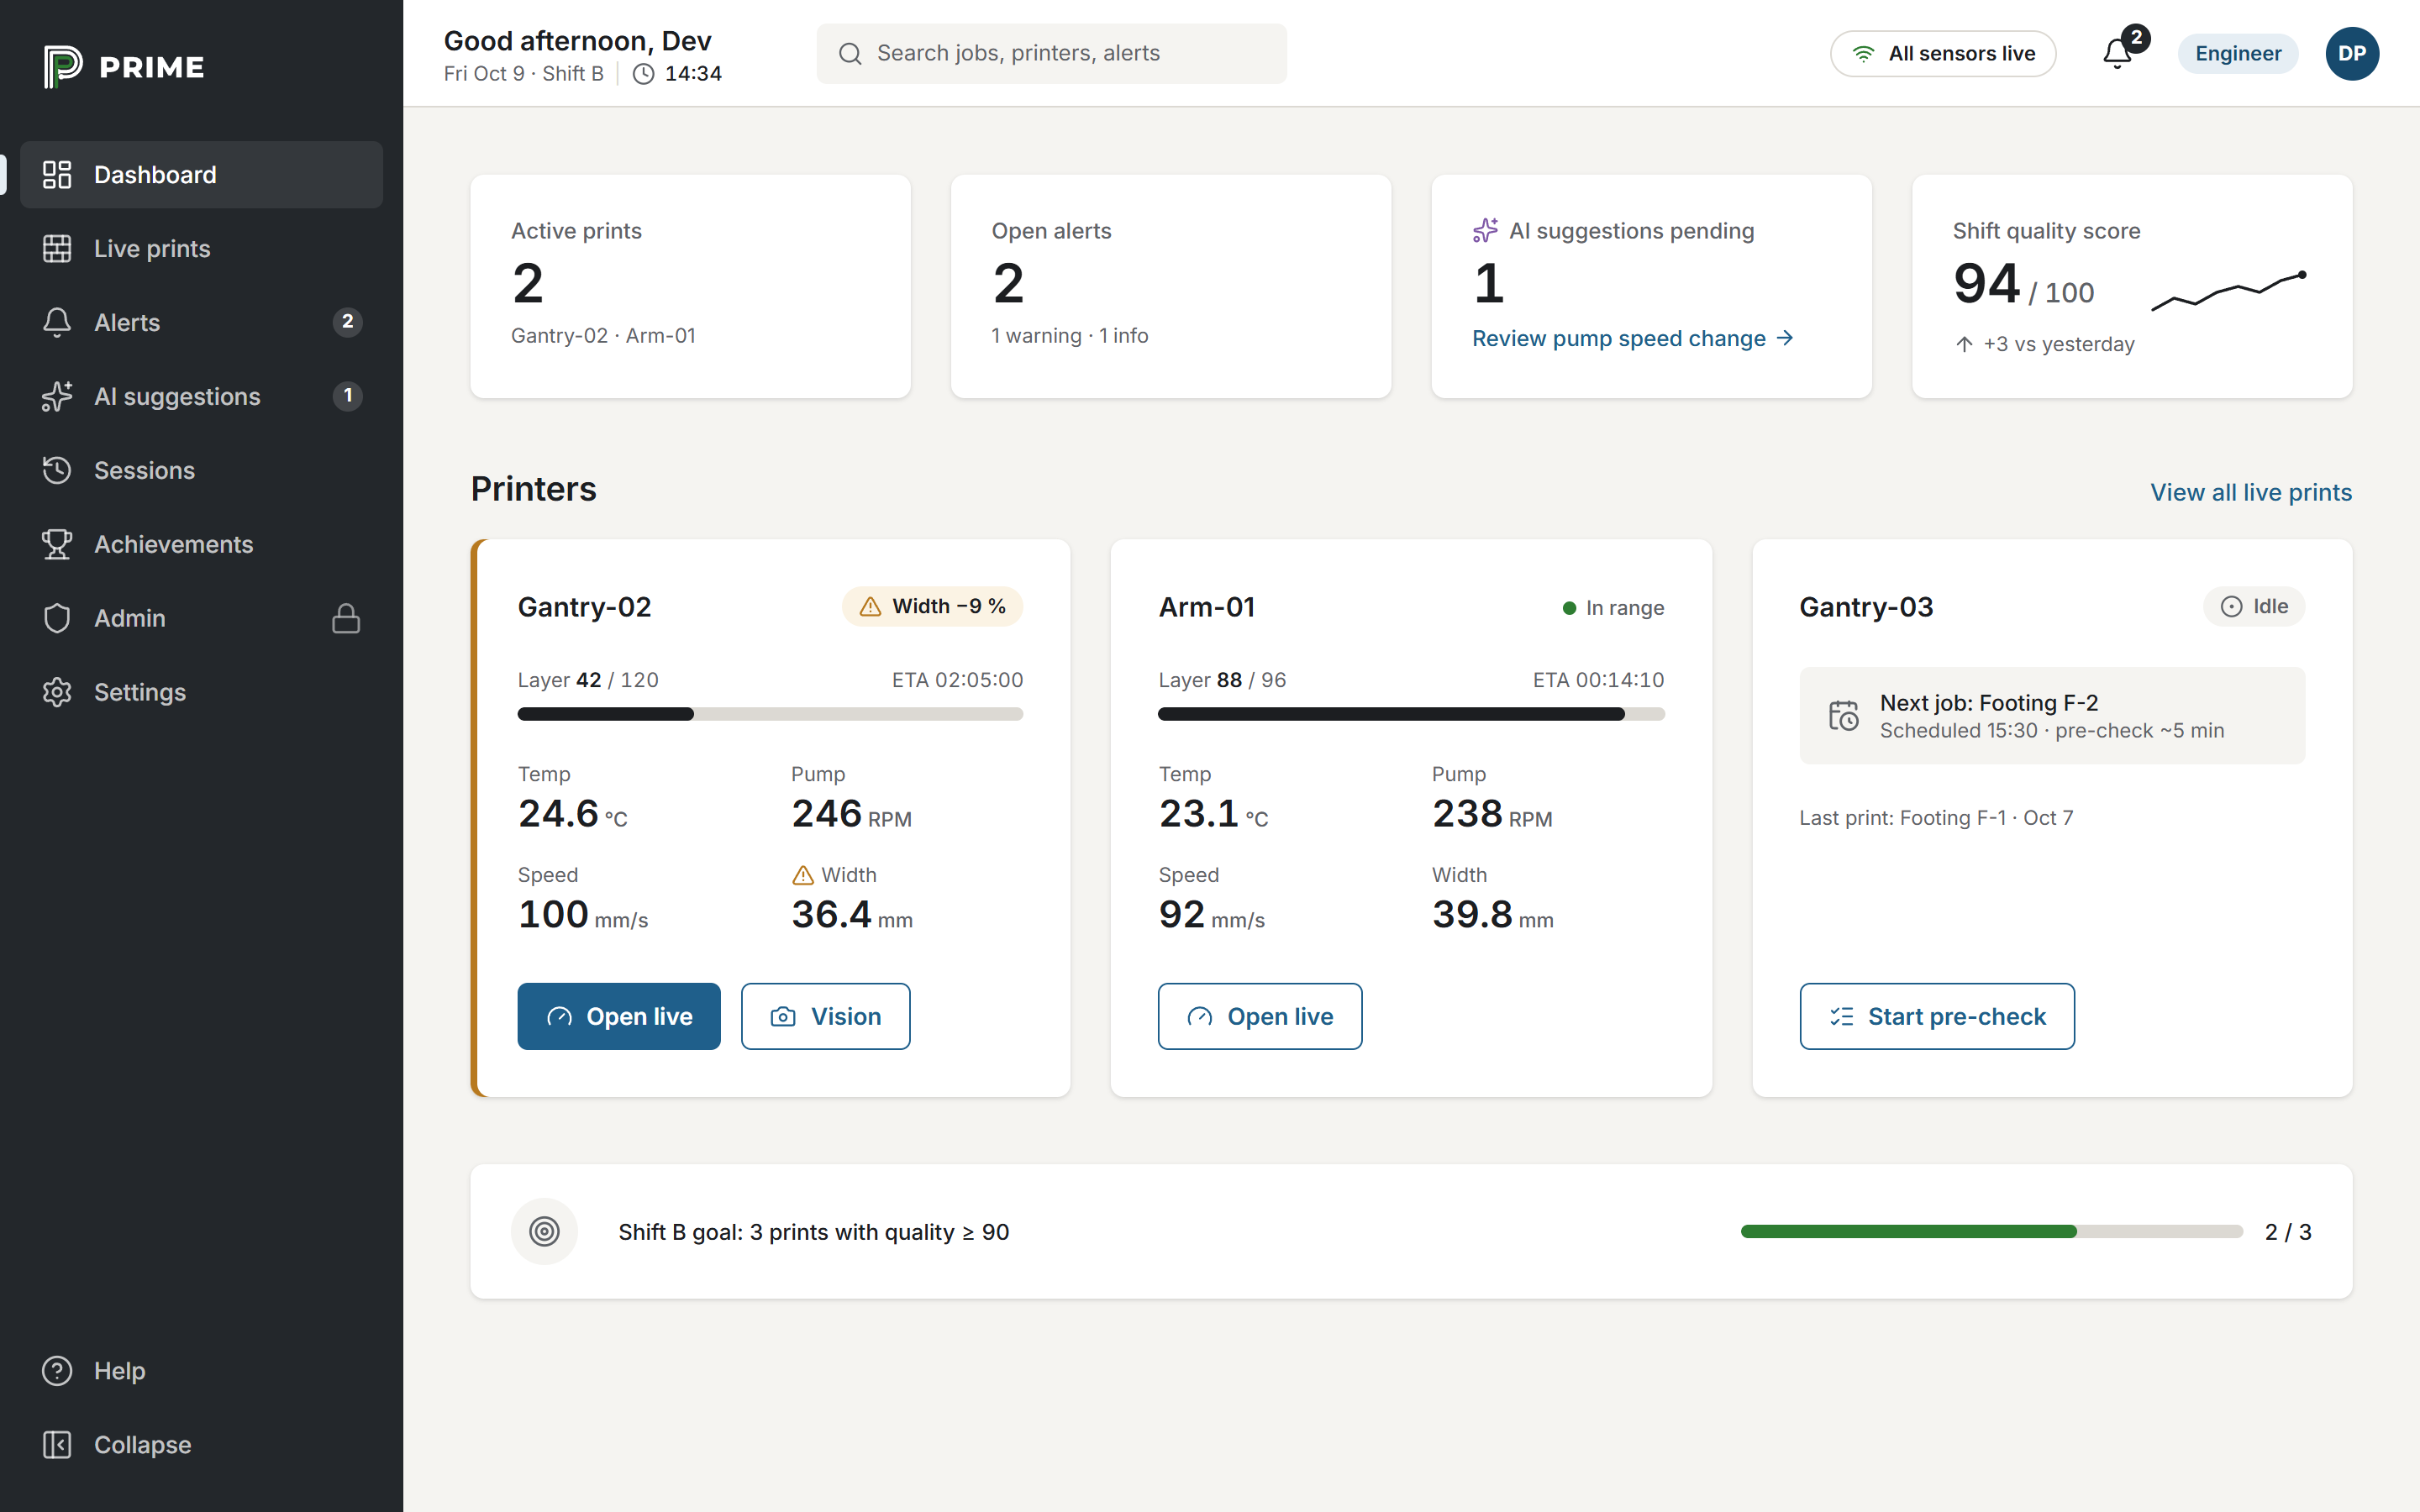 PRIME
Dashboard
Live prints
Alerts 2
AI suggestions 1
Sessions
Achievements
Admin
Settings
Help
Collapse
Good afternoon, Dev
Fri Oct 9 · Shift B 14:34
Search jobs, printers, alerts
All sensors live
2
Engineer
DP
Active prints
2
Gantry-02 · Arm-01
Open alerts
2
1 warning · 1 info
AI suggestions pending
1
Review pump speed change →
Shift quality score
94 / 100
↑ +3 vs yesterday
Printers
View all live prints
Gantry-02
Width −9 %
Layer 42 / 120
ETA 02:05:00
Temp
24.6 °C
Pump
246 RPM
Speed
100 mm/s
Width
36.4 mm
Open live
Vision
Arm-01
In range
Layer 88 / 96
ETA 00:14:10
Temp
23.1 °C
Pump
238 RPM
Speed
92 mm/s
Width
39.8 mm
Open live
Gantry-03
Idle
Next job: Footing F-2
Scheduled 15:30 · pre-check ~5 min
Last print: Footing F-1 · Oct 7
Start pre-check
Shift B goal: 3 prints with quality ≥ 90
2 / 3